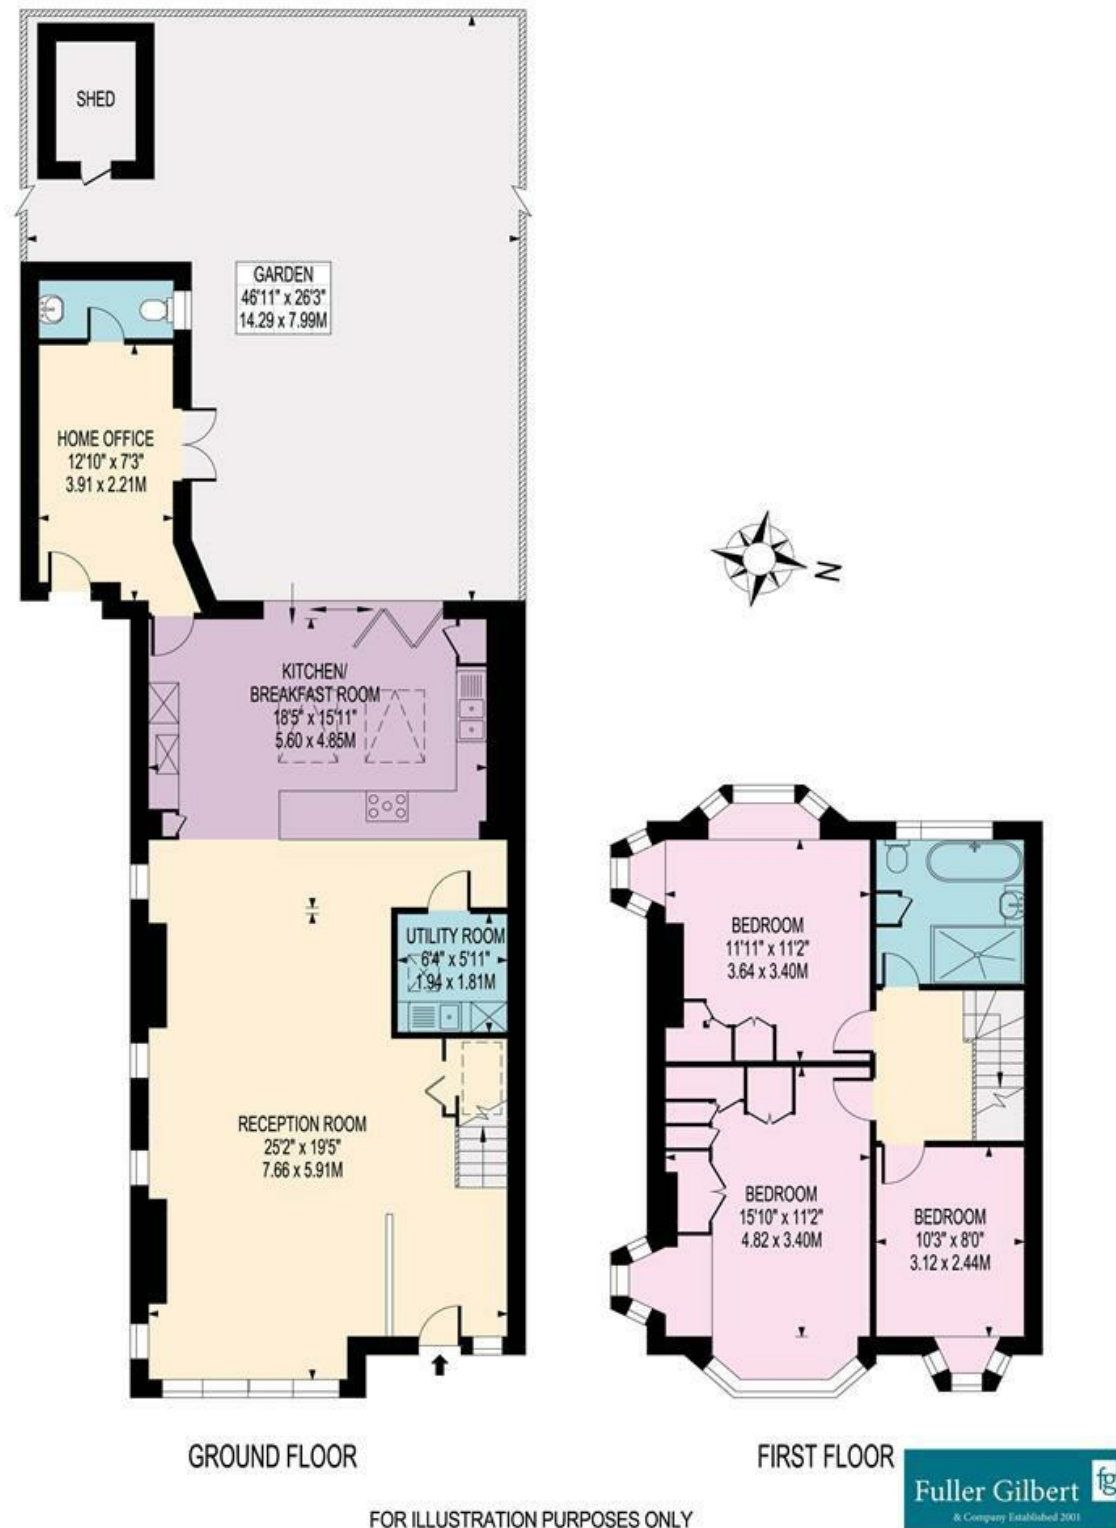 SHED
GARDEN
46'11" x 26'3"
14.29 x 7.99M
HOME OFFICE
12'10" x 7'3"
3.91 x 2.21M
N
KITCHEN/
BREAKFAST ROOM
18'5" x 15'11"
5.60 x 4.85M
UTILITY ROOM
6'4" x 5'11"
1.94 x 1.81M
RECEPTION ROOM
25'2" x 19'5"
7.66 x 5.91M
BEDROOM
11'11" x 11'2"
3.64 x 3.40M
BEDROOM
15'10" x 11'2"
4.82 x 3.40M
BEDROOM
10'3" x 8'0"
3.12 x 2.44M
GROUND FLOOR
FIRST FLOOR
Fuller Gilbert
& Company Established 2001
fg
FOR ILLUSTRATION PURPOSES ONLY